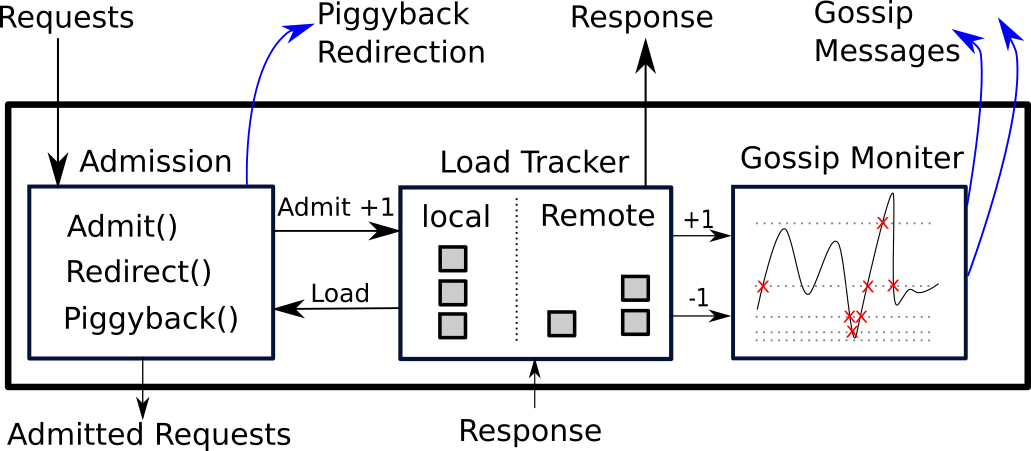 Requests
Piggyback
Redirection
Response
Gossip
Messages
Admission
Load Tracker
Gossip Moniter
Admit()
Redirect()
Piggyback()
Admit +1
Load
local
Remote
+1
-1
Admitted Requests
Response